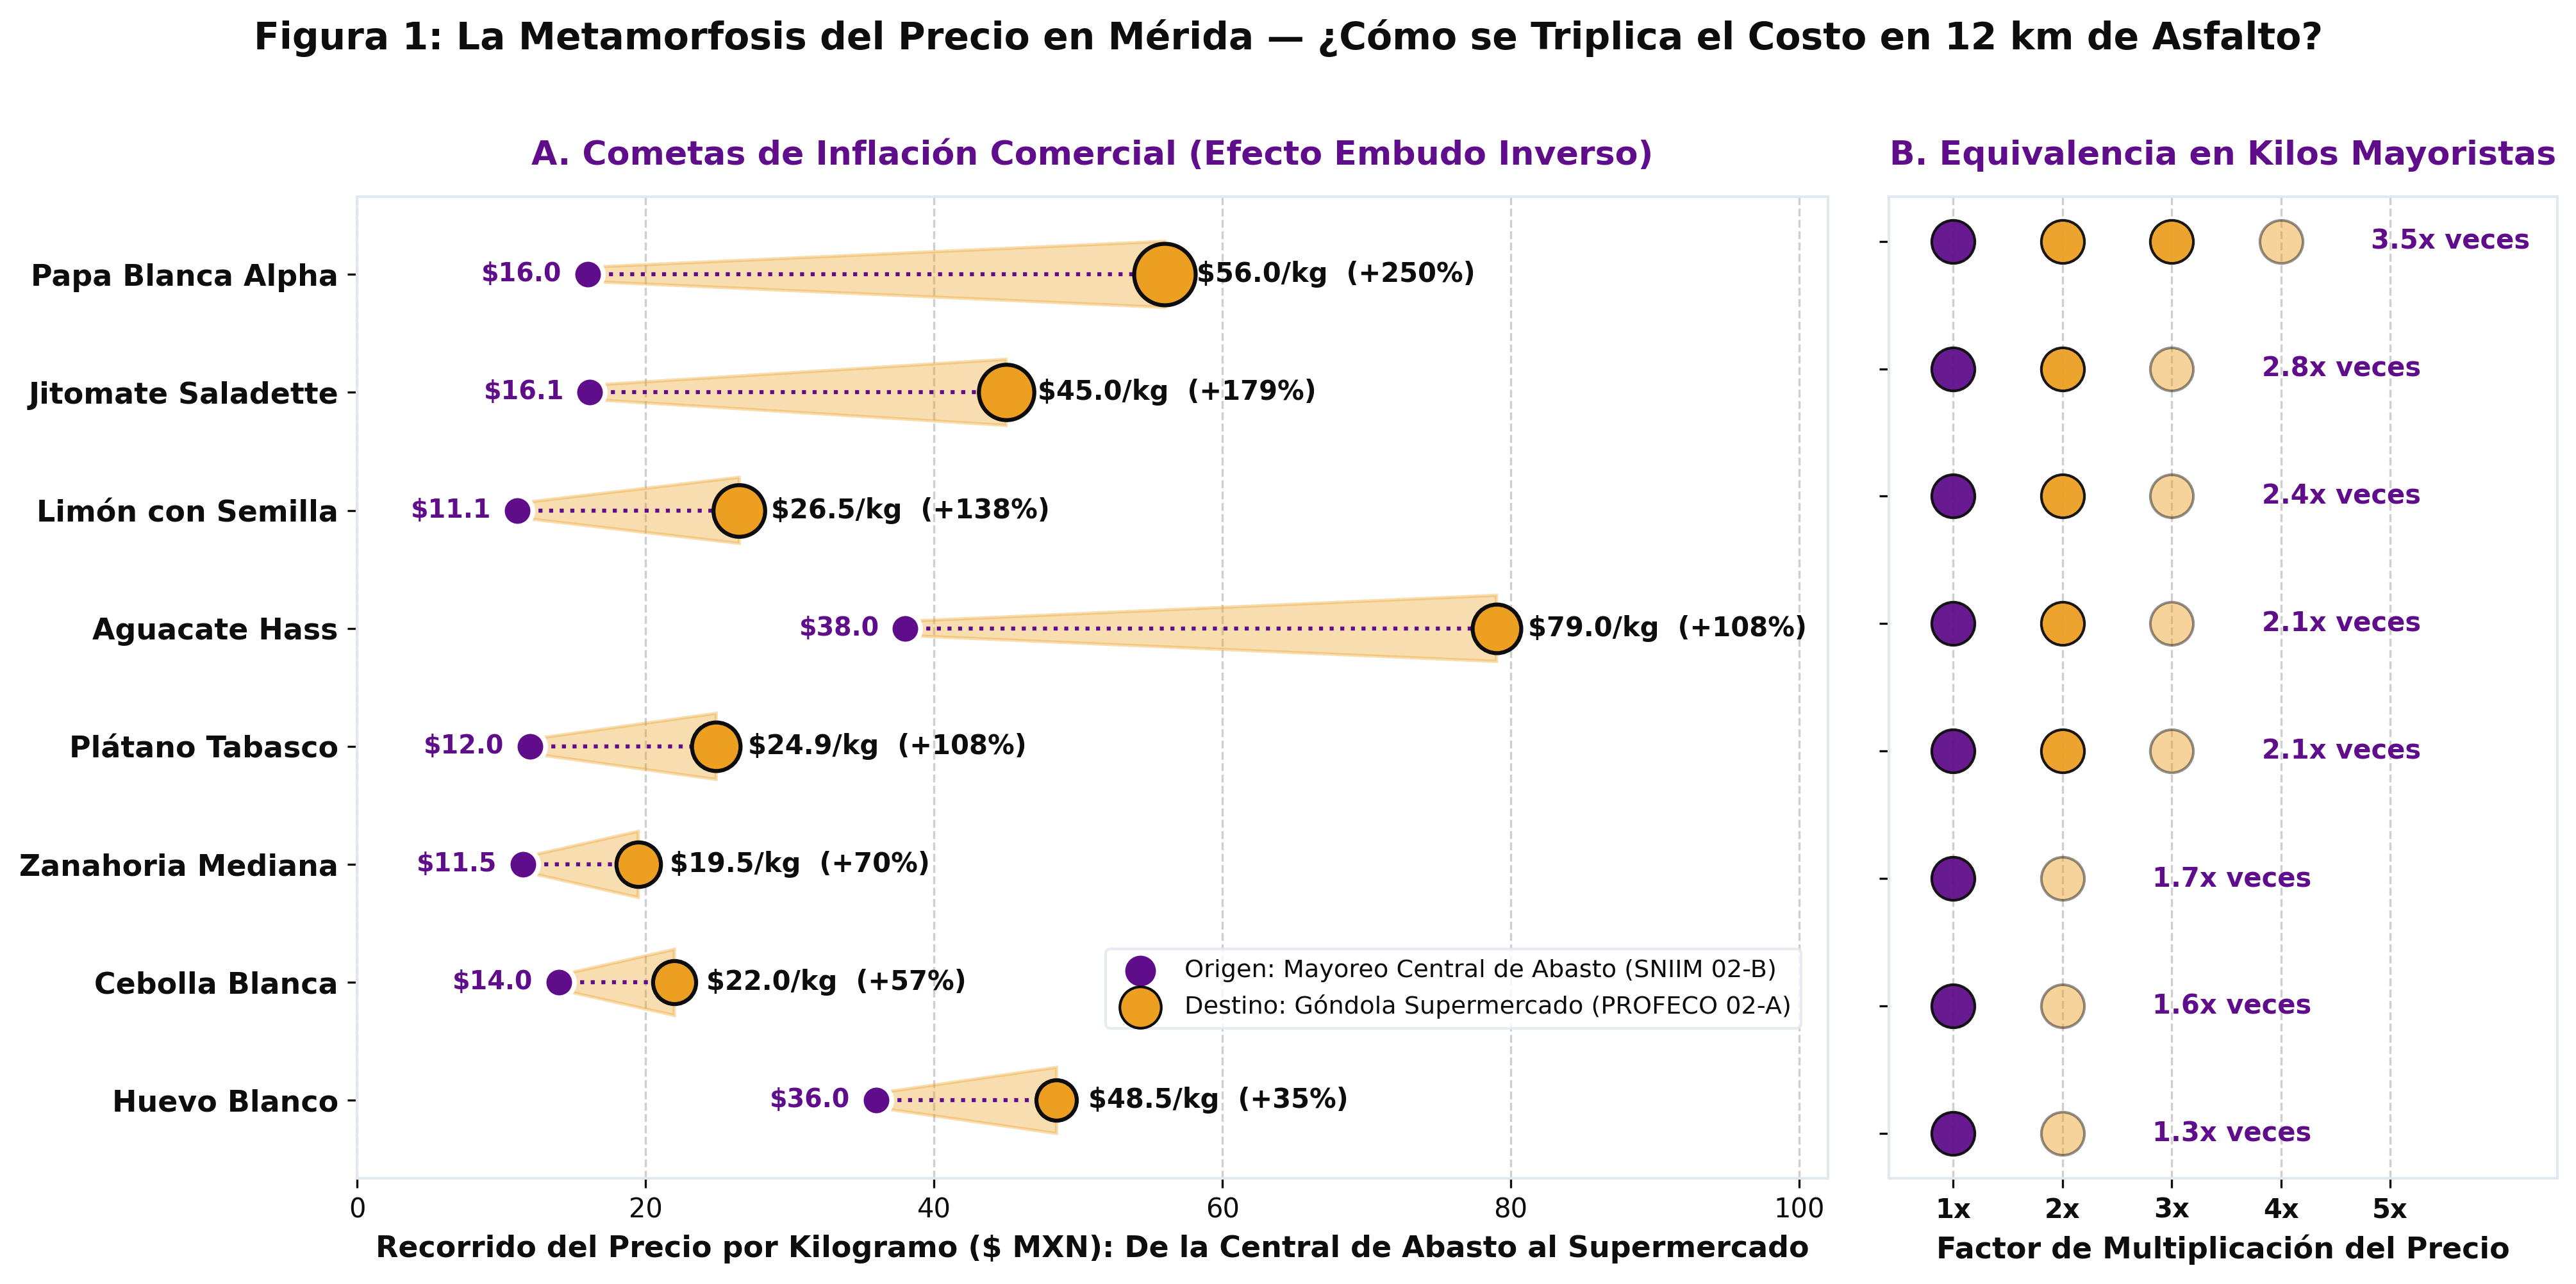 Figura 1: La Metamorfosis del Precio en Mérida — ¿Cómo se Triplica el Costo en 12 km de Asfalto?
A. Cometas de Inflación Comercial (Efecto Embudo Inverso)
Papa Blanca Alpha
$16.0
$56.0/kg (+250%)
Jitomate Saladette
$16.1
$45.0/kg (+179%)
Limón con Semilla
$11.1
$26.5/kg (+138%)
Aguacate Hass
$38.0
$79.0/kg (+108%)
Plátano Tabasco
$12.0
$24.9/kg (+108%)
Zanahoria Mediana
$11.5
$19.5/kg (+70%)
Cebolla Blanca
$14.0
$22.0/kg (+57%)
Huevo Blanco
$36.0
$48.5/kg (+35%)
Origen: Mayoreo Central de Abasto (SNIIM 02-B)
Destino: Góndola Supermercado (PROFECO 02-A)
0 20 40 60 80 100
Recorrido del Precio por Kilogramo ($ MXN): De la Central de Abasto al Supermercado
B. Equivalencia en Kilos Mayoristas
3.5x veces
2.8x veces
2.4x veces
2.1x veces
2.1x veces
1.7x veces
1.6x veces
1.3x veces
1x 2x 3x 4x 5x
Factor de Multiplicación del Precio